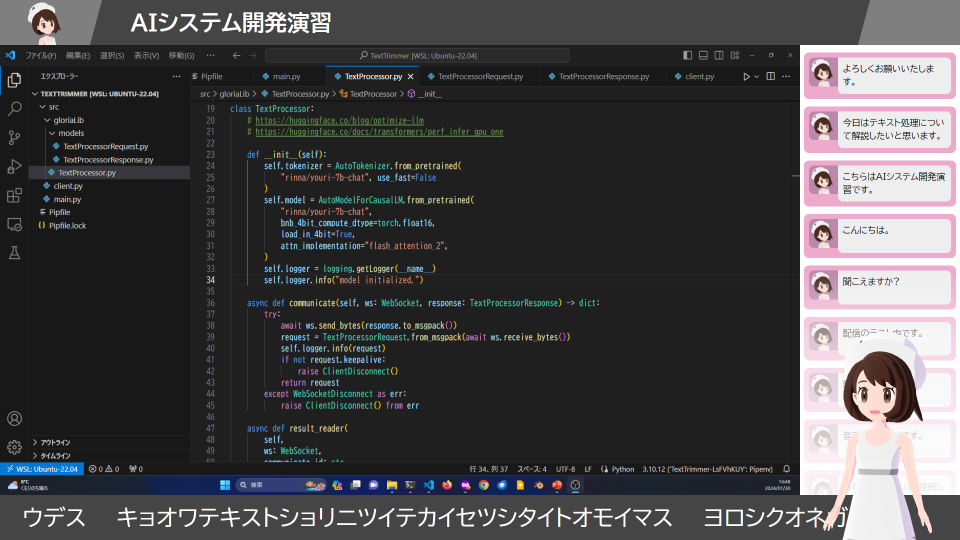 AIシステム開発演習
ファイル(F) 編集(E) 選択(S) 表示(V) 移動(G) ···
TextTrimmer [WSL: Ubuntu-22.04]
エクスプローラー
TEXTTRIMMER [WSL: UBUNTU-22.04]
src
gloriaLib
models
TextProcessorRequest.py
TextProcessorResponse.py
TextProcessor.py
client.py
main.py
Pipfile
Pipfile.lock
アウトライン
タイムライン
Pipfile main.py TextProcessor.py TextProcessorRequest.py TextProcessorResponse.py client.py
src > gloriaLib > TextProcessor.py > TextProcessor > __init__
19 class TextProcessor:
20 # https://huggingface.co/blog/optimize-llm
21 # https://huggingface.co/docs/transformers/perf_infer_gpu_one
22
23 def __init__(self):
24 self.tokenizer = AutoTokenizer.from_pretrained(
25 "rinna/youri-7b-chat", use_fast=False
26 )
27 self.model = AutoModelForCausalLM.from_pretrained(
28 "rinna/youri-7b-chat",
29 bnb_4bit_compute_dtype=torch.float16,
30 load_in_4bit=True,
31 attn_implementation="flash_attention_2",
32 )
33 self.logger = logging.getLogger(__name__)
34 self.logger.info("model initialized.")
35
36 async def communicate(self, ws: WebSocket, response: TextProcessorResponse) -> dict:
37 try:
38 await ws.send_bytes(response.to_msgpack())
39 request = TextProcessorRequest.from_msgpack(await ws.receive_bytes())
40 self.logger.info(request)
41 if not request.keepalive:
42 raise ClientDisconnect()
43 return request
44 except WebSocketDisconnect as err:
45 raise ClientDisconnect() from err
46
47 async def result_reader(
48 self,
49 ws: WebSocket,
WSL: Ubuntu-22.04 0 0 0 行 34、列 37 スペース: 4 UTF-8 LF Python 3.10.12 ('TextTrimmer-LsFVhKUY': Pipenv)
8°C
くもりのち晴れ
検索
14:48
2024/01/30
よろしくお願いいたします。
今日はテキスト処理について解説したいと思います。
こちらはAIシステム開発演習です。
こんにちは。
聞こえますか？
ウデス キョオワテキストショリニツイテカイセツシタイトオモイマス ヨロシクオネガ